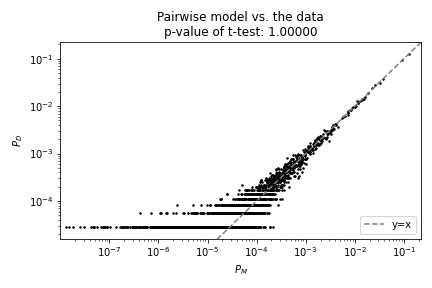 Pairwise model vs. the data
p-value of t-test: 1.00000
10⁻¹
10⁻²
10⁻³
10⁻⁴
P_D
y=x
10⁻⁷
10⁻⁶
10⁻⁵
10⁻⁴
10⁻³
10⁻²
10⁻¹
P_M